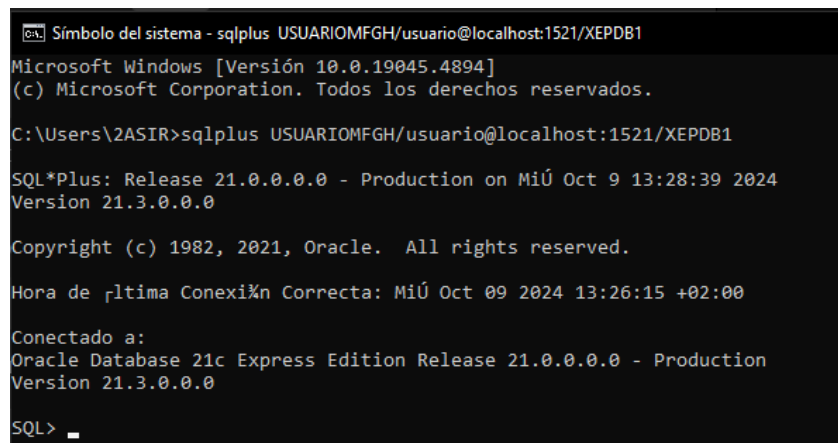 Símbolo del sistema - sqlplus USUARIOMFGH/usuario@localhost:1521/XEPDB1
Microsoft Windows [Versión 10.0.19045.4894]
(c) Microsoft Corporation. Todos los derechos reservados.
C:\Users\2ASIR>sqlplus USUARIOMFGH/usuario@localhost:1521/XEPDB1
SQL*Plus: Release 21.0.0.0.0 - Production on MiÚ Oct 9 13:28:39 2024
Version 21.3.0.0.0
Copyright (c) 1982, 2021, Oracle.  All rights reserved.
Hora de ┌ltima Conexi¾n Correcta: MiÚ Oct 09 2024 13:26:15 +02:00
Conectado a:
Oracle Database 21c Express Edition Release 21.0.0.0.0 - Production
Version 21.3.0.0.0
SQL>